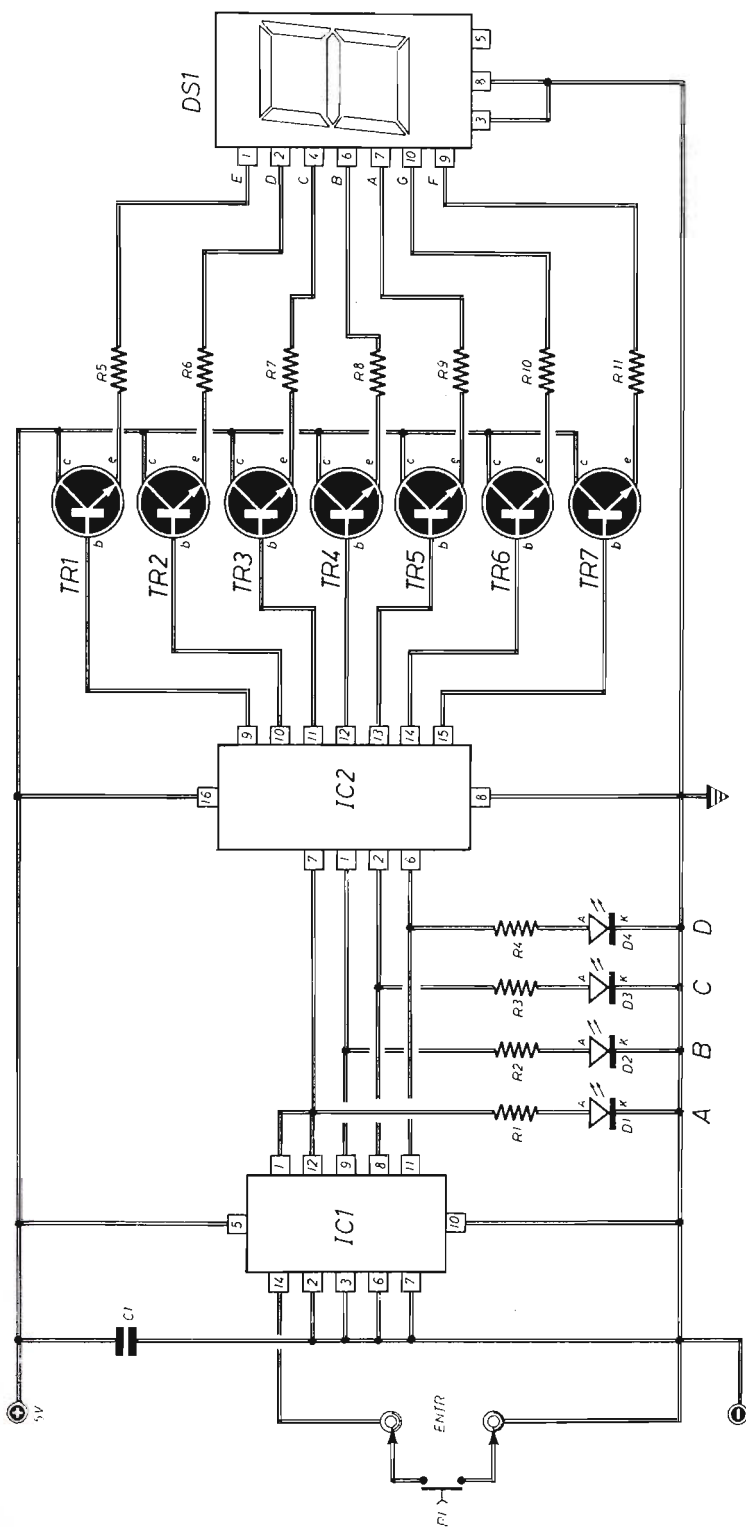 5V
P1
ENTR
C1
14
2
3
6
7
IC1
5
10
1
12
9
8
11
R1
R2
R3
R4
A
A
A
A
D1
D2
D3
D4
K
K
K
K
A
B
C
D
7
1
2
6
IC2
16
8
9
10
11
12
13
14
15
TR1
b
c
e
TR2
b
c
e
TR3
b
c
e
TR4
b
c
e
TR5
b
c
e
TR6
b
c
e
TR7
b
c
e
R5
R6
R7
R8
R9
R10
R11
E
D
C
B
A
G
F
1
2
4
6
7
10
9
DS1
3
8
5